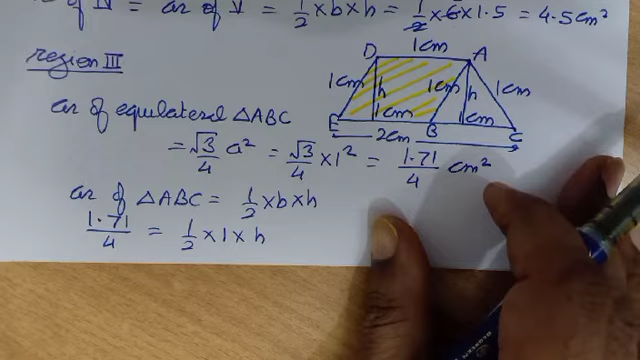 of IV = ar of V = 1/2 × b × h = 1/2 × 6 × 1.5 = 4.5 cm²
region III
ar of equilateral △ABC
= √3/4 a² = √3/4 × 1² = 1.71/4 cm²
ar of △ABC = 1/2 × b × h
1.71/4 = 1/2 × 1 × h
D 1cm A
1cm h 1cm h 1cm
1cm 1cm
E B C
2cm